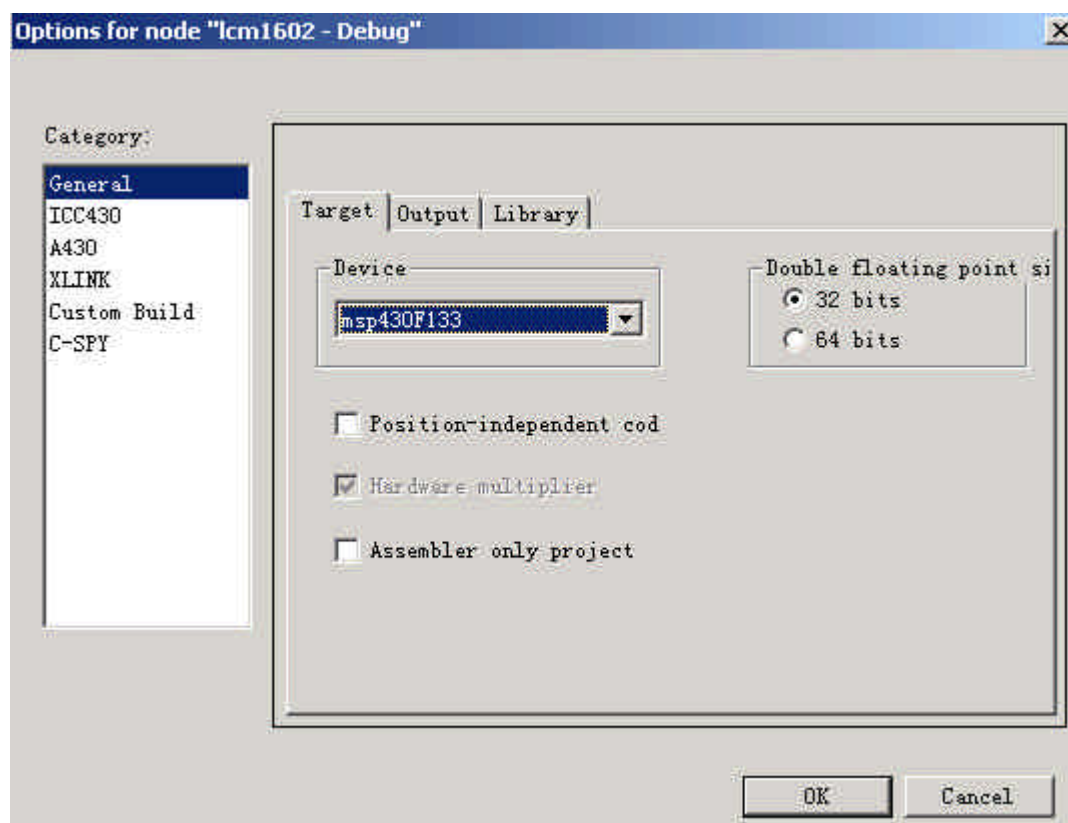 Options for node "lcm1602 - Debug"
Category:
General
ICC430
A430
XLINK
Custom Build
C-SPY
Target Output Library
Device
msp430F133
Double floating point si
32 bits
64 bits
Position-independent cod
Hardware multiplier
Assembler only project
OK Cancel